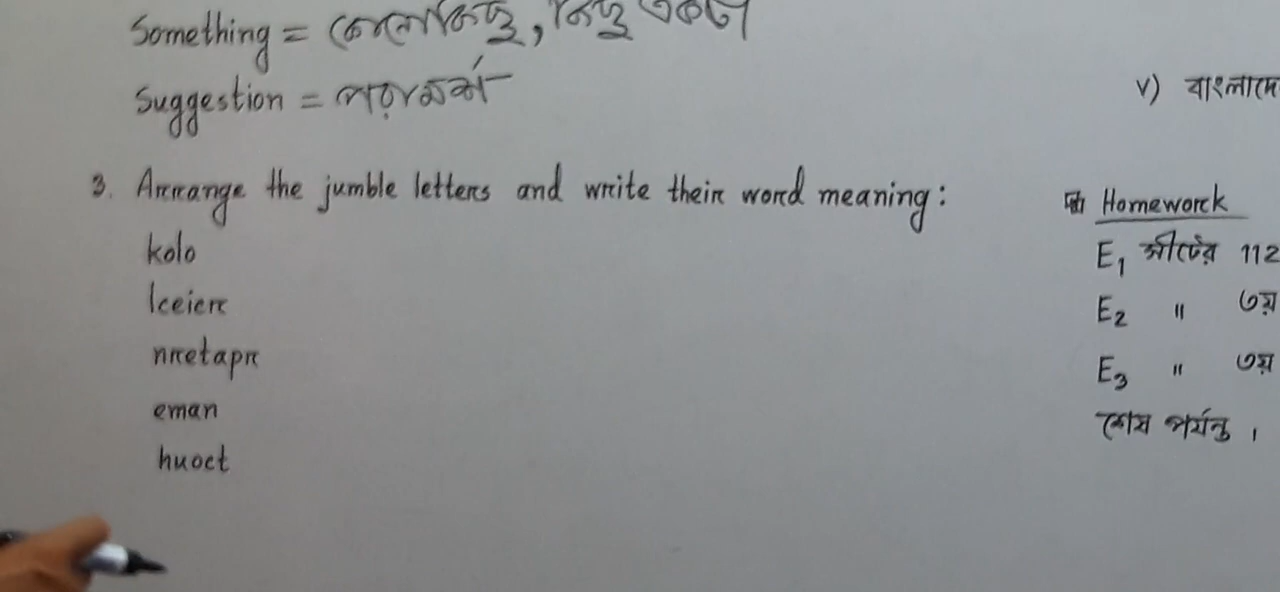 Something = কোনোকিছু, কিছু একটা
Suggestion = পরামর্শ
3. Arrange the jumble letters and write their word meaning:
kolo
lceier
nretapr
eman
huoct
v) বাংলাদে
Homework
E1 সীটের 112
E2 " ৩য়
E3 " ৩য়
শেষ পর্যন্ত।